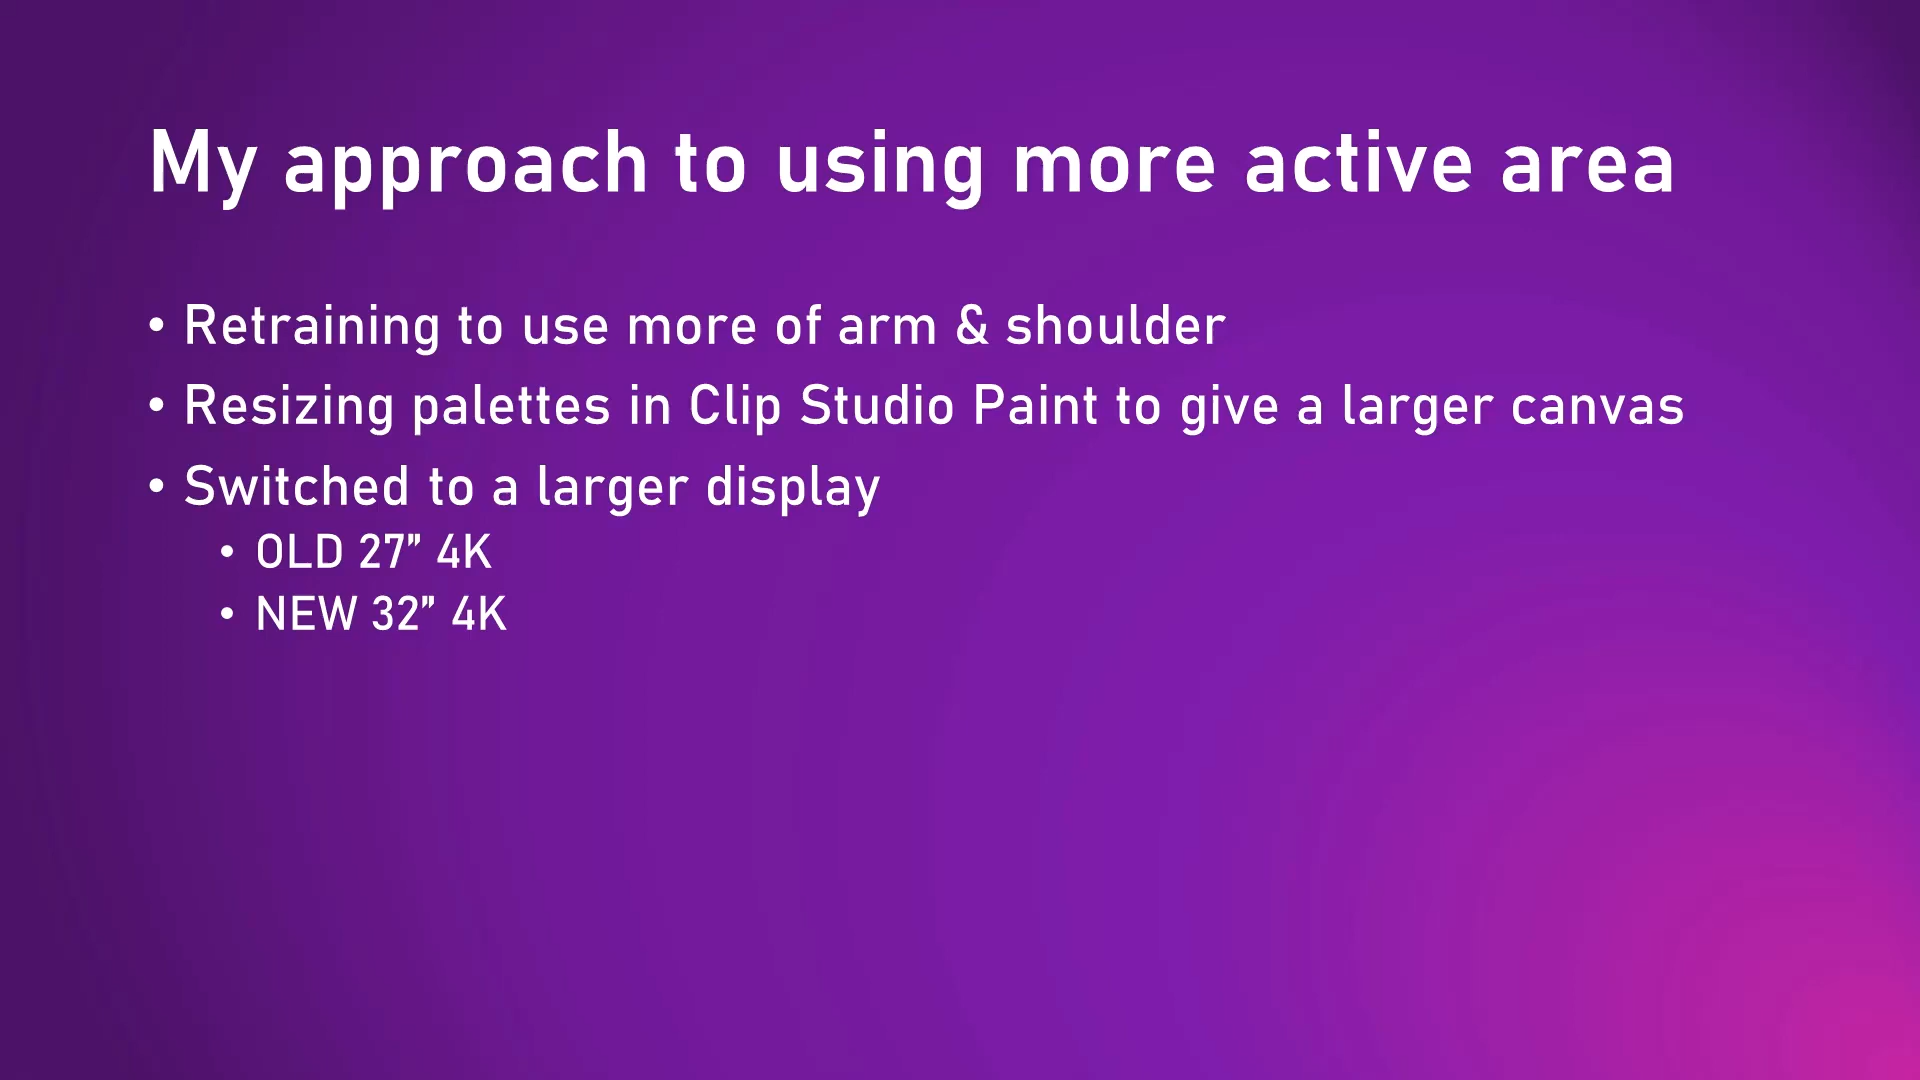 My approach to using more active area
• Retraining to use more of arm & shoulder
• Resizing palettes in Clip Studio Paint to give a larger canvas
• Switched to a larger display
• OLD 27” 4K
• NEW 32” 4K